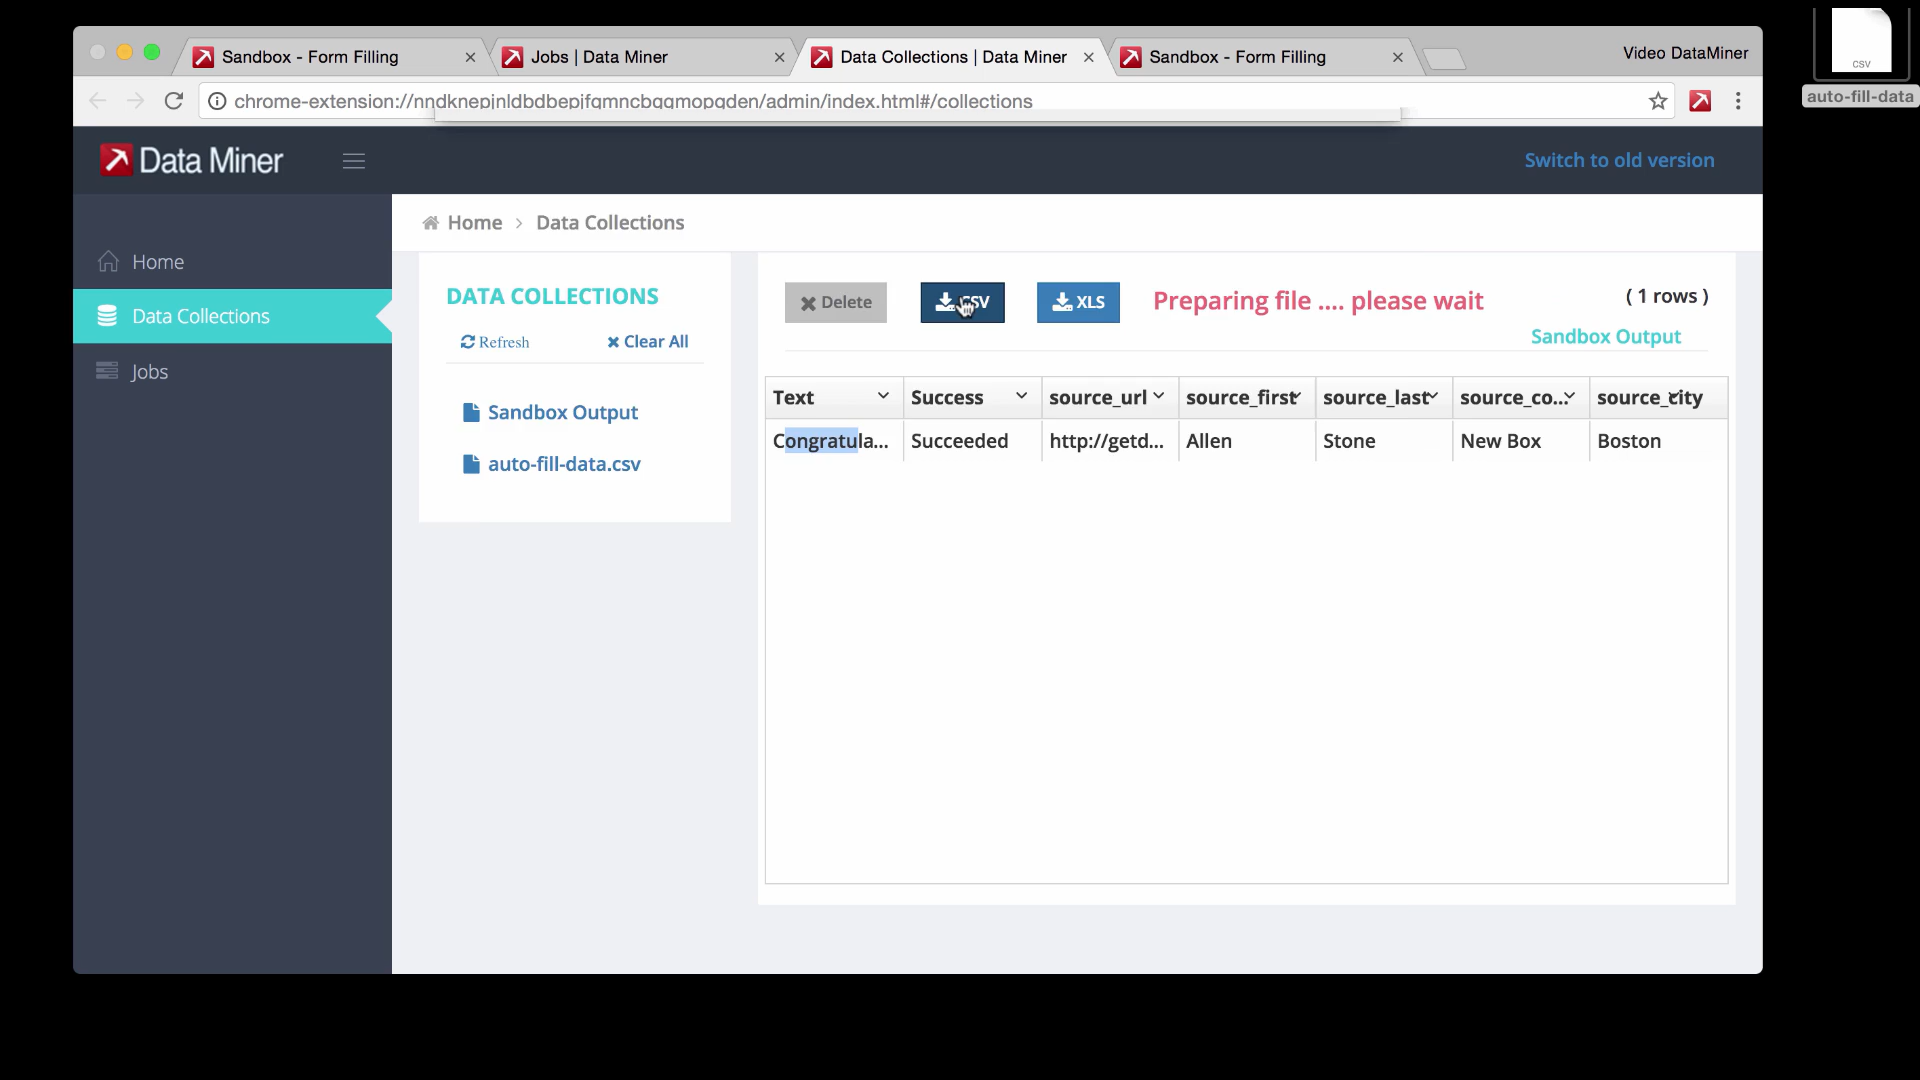 Sandbox - Form Filling
Jobs | Data Miner
Data Collections | Data Miner
Sandbox - Form Filling
Video DataMiner
chrome-extension://nndknepjnldbdbepjfgmncbggmopgden/admin/index.html#/collections
csv
auto-fill-data
Data Miner
Switch to old version
Home > Data Collections
Home
Data Collections
Jobs
DATA COLLECTIONS
Refresh
Clear All
Sandbox Output
auto-fill-data.csv
Delete
CSV
XLS
Preparing file .... please wait
( 1 rows )
Sandbox Output
Text Success source_url source_first source_last source_co... source_city
Congratula... Succeeded http://getd... Allen Stone New Box Boston